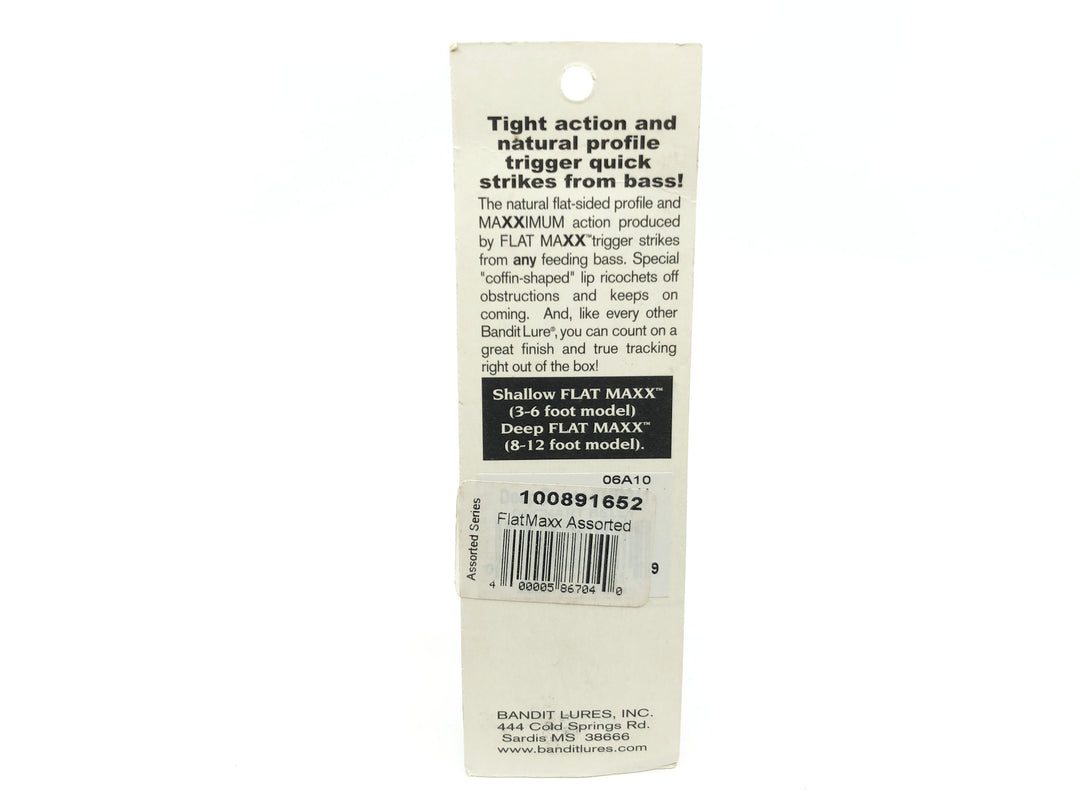 Tight action and
natural profile
trigger quick
strikes from bass!
The natural flat-sided profile and
MAXXIMUM action produced
by FLAT MAXX™trigger strikes
from any feeding bass. Special
"coffin-shaped" lip ricochets off
obstructions and keeps on
coming. And, like every other
Bandit Lure®, you can count on a
great finish and true tracking
right out of the box!
Shallow FLAT MAXX™
(3-6 foot model)
Deep FLAT MAXX™
(8-12 foot model).
06A10
100891652
FlatMaxx Assorted
Assorted Series
9
4 00005 86704 0
BANDIT LURES, INC.
444 Cold Springs Rd.
Sardis MS 38666
www.banditlures.com